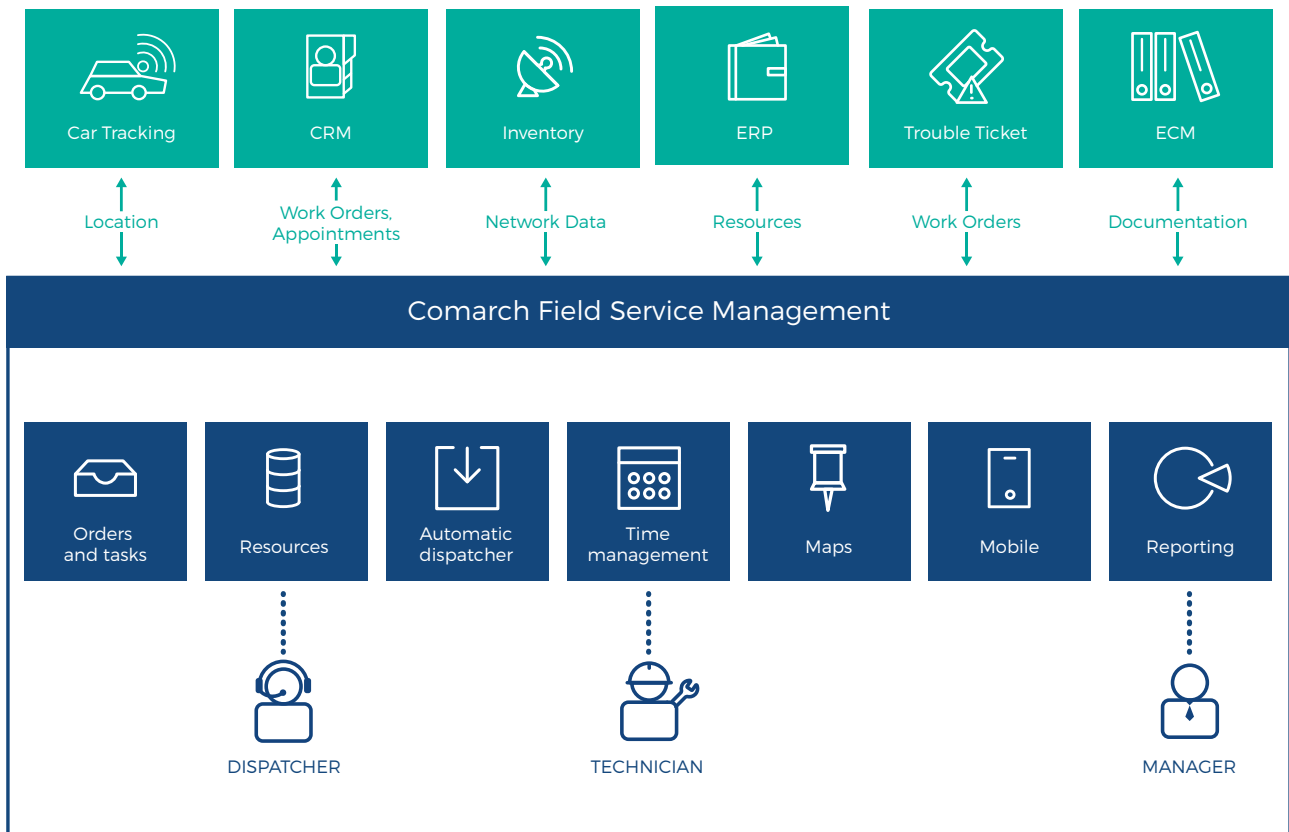 Car Tracking
CRM
Inventory
ERP
Trouble Ticket
ECM
Location
Work Orders,
Appointments
Network Data
Resources
Work Orders
Documentation
Comarch Field Service Management
Orders
and tasks
Resources
Automatic
dispatcher
Time
management
Maps
Mobile
Reporting
DISPATCHER
TECHNICIAN
MANAGER